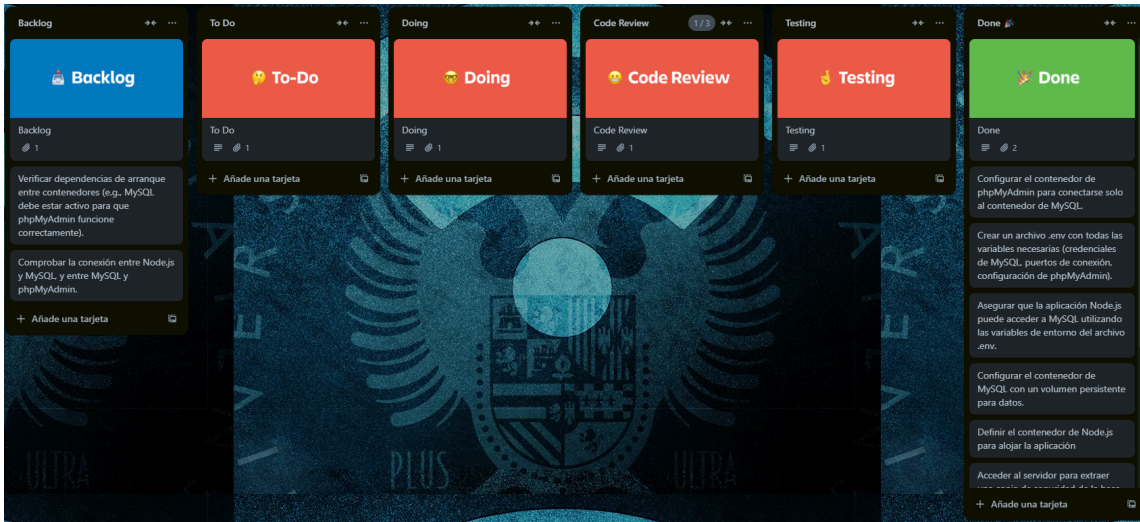 Backlog
Backlog
Backlog
1
Verificar dependencias de arranque
entre contenedores (e.g., MySQL
debe estar activo para que
phpMyAdmin funcione
correctamente).
Comprobar la conexión entre Node.js
y MySQL, y entre MySQL y
phpMyAdmin.
+ Añade una tarjeta
To Do
To-Do
To Do
1
+ Añade una tarjeta
Doing
Doing
Doing
1
+ Añade una tarjeta
Code Review
1 / 3
Code Review
Code Review
1
+ Añade una tarjeta
Testing
Testing
Testing
1
+ Añade una tarjeta
Done 🎉
Done
Done
2
Configurar el contenedor de
phpMyAdmin para conectarse solo
al contenedor de MySQL.
Crear un archivo .env con todas las
variables necesarias (credenciales
de MySQL, puertos de conexión,
configuración de phpMyAdmin).
Asegurar que la aplicación Node.js
puede acceder a MySQL utilizando
las variables de entorno del archivo
.env.
Configurar el contenedor de
MySQL con un volumen persistente
para datos.
Definir el contenedor de Node.js
para alojar la aplicación
Acceder al servidor para extraer
+ Añade una tarjeta
PLUS
ULTRA